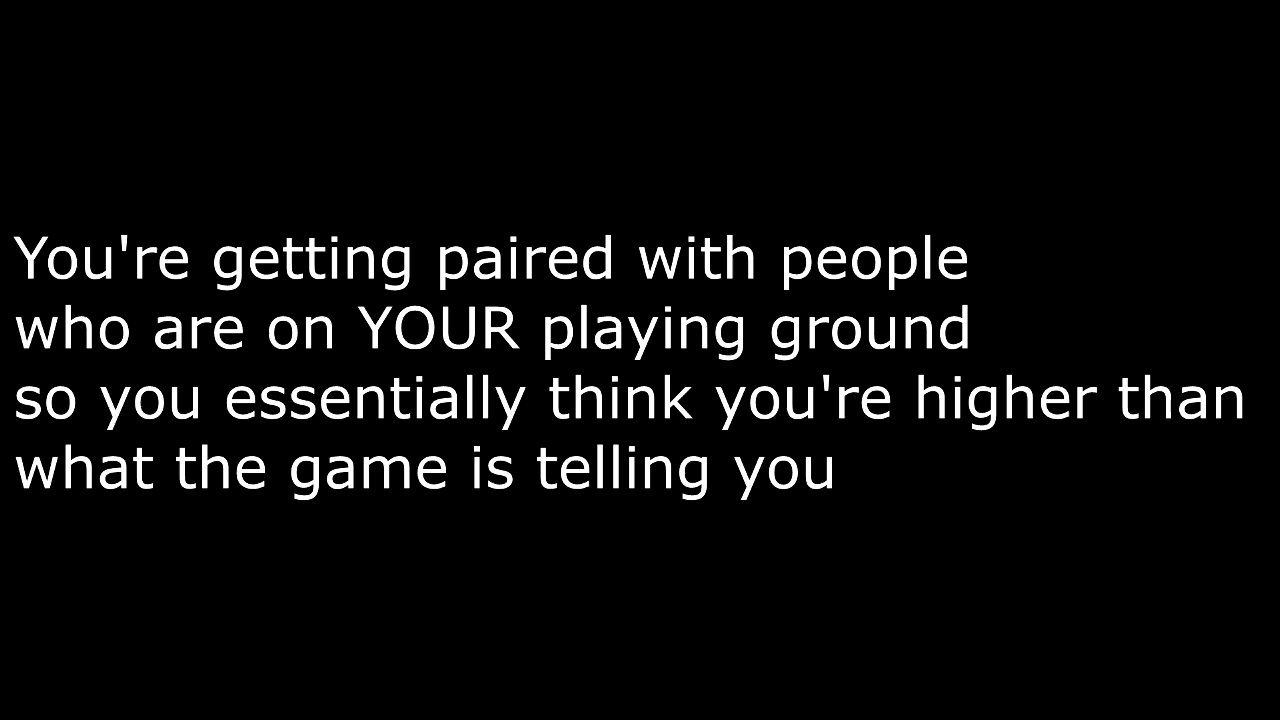 You're getting paired with people
who are on YOUR playing ground
so you essentially think you're higher than
what the game is telling you